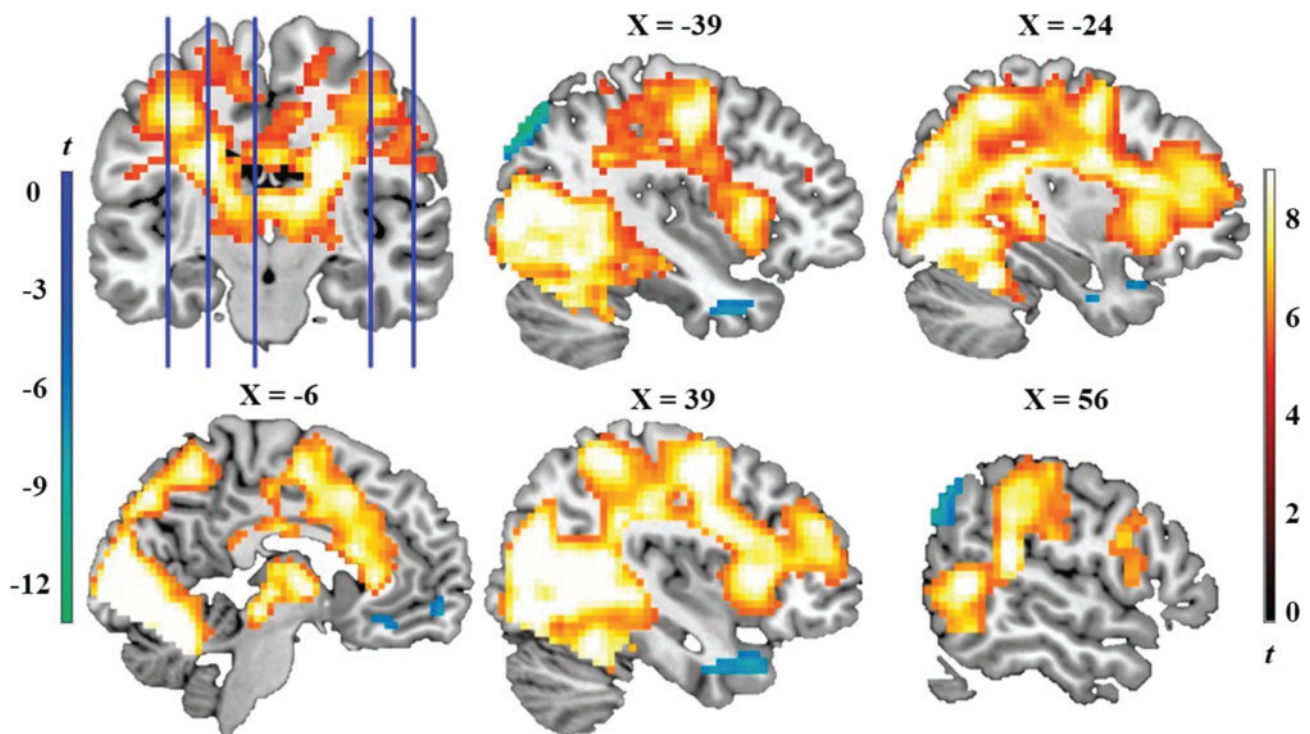 X = -39
X = -24
t
0
-3
-6
-9
-12
8
6
4
2
0
t
X = -6
X = 39
X = 56